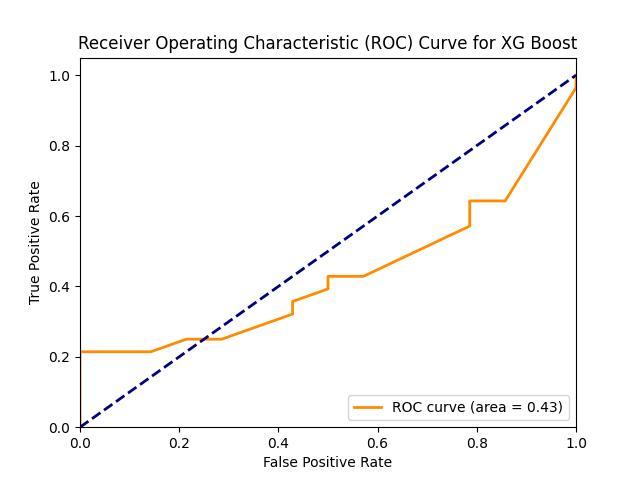 Receiver Operating Characteristic (ROC) Curve for XG Boost
True Positive Rate
1.0
0.8
0.6
0.4
0.2
0.0
ROC curve (area = 0.43)
0.0 0.2 0.4 0.6 0.8 1.0
False Positive Rate